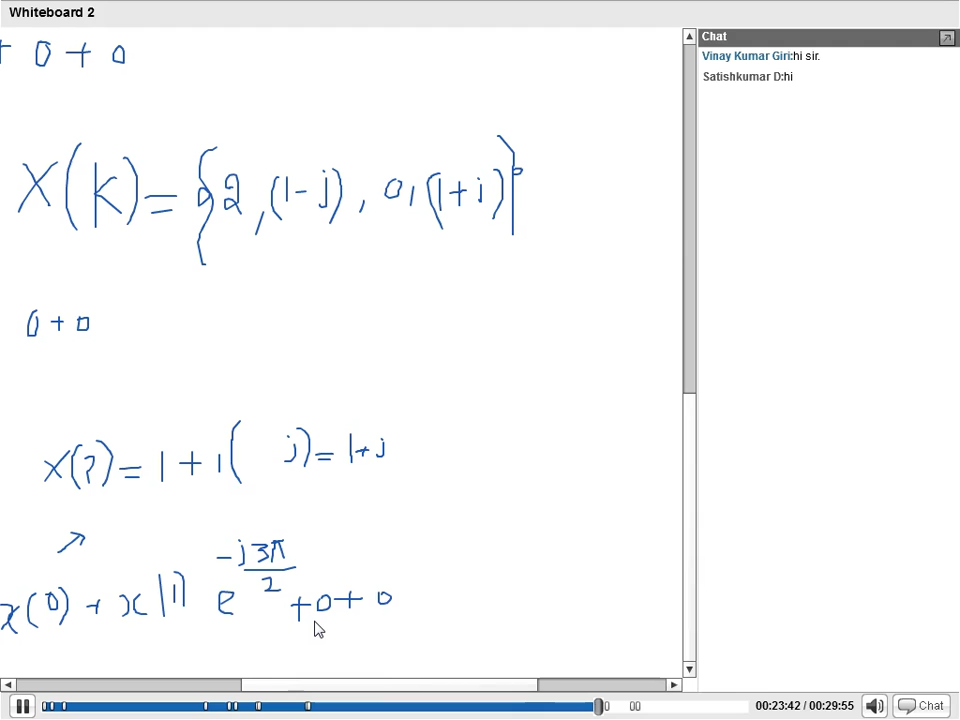 Whiteboard 2
Chat
Vinay Kumar Giri:hi sir.
Satishkumar D:hi
+ 0 + 0
X(K) = {2, (1-j), 0, (1+j)}
0 + 0
X(3) = 1 + 1( j) = 1+j
x(0) + x(1) e^{-j3π/2} + 0 + 0
00:23:42 / 00:29:55
Chat